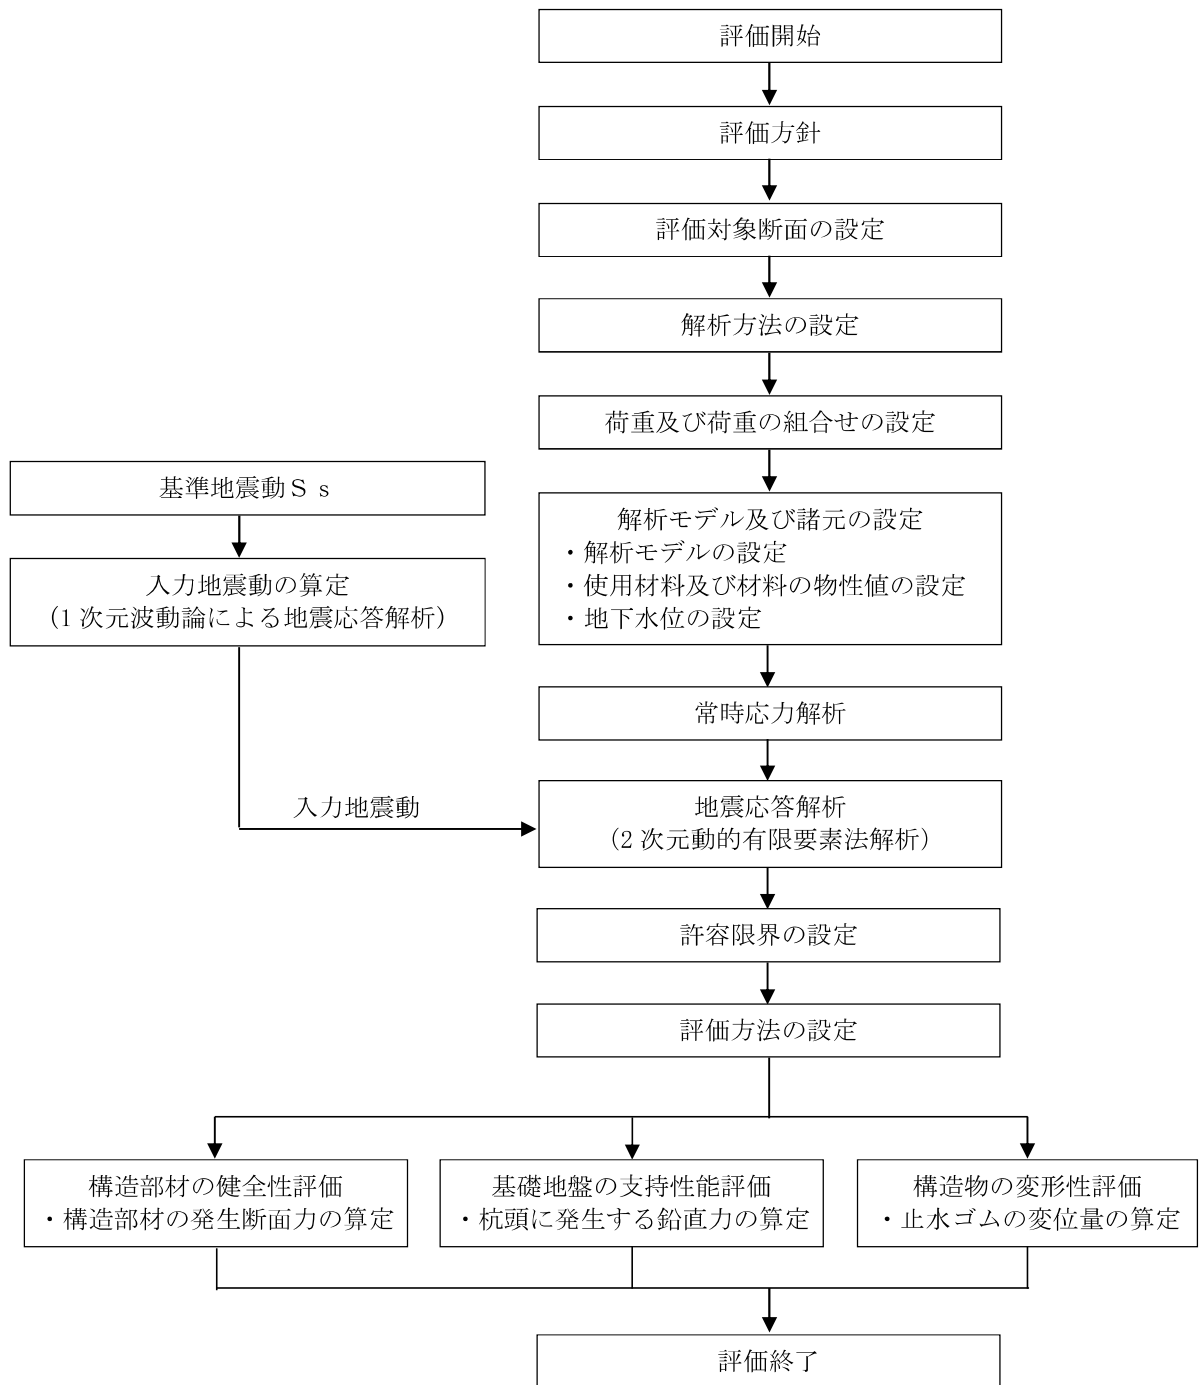 評価開始
評価方針
評価対象断面の設定
解析方法の設定
荷重及び荷重の組合せの設定
基準地震動Ｓｓ
入力地震動の算定
（1 次元波動論による地震応答解析）
解析モデル及び諸元の設定
・解析モデルの設定
・使用材料及び材料の物性値の設定
・地下水位の設定
常時応力解析
入力地震動
地震応答解析
（2 次元動的有限要素法解析）
許容限界の設定
評価方法の設定
構造部材の健全性評価
・構造部材の発生断面力の算定
基礎地盤の支持性能評価
・杭頭に発生する鉛直力の算定
構造物の変形性評価
・止水ゴムの変位量の算定
評価終了